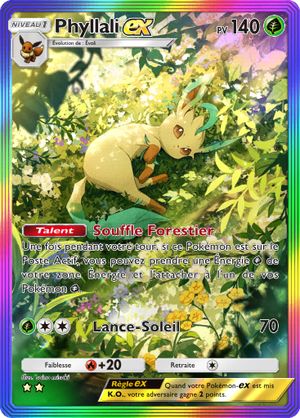 NIVEAU 1
Phyllali ex
PV 140
Évolution de : Évoli
Talent Souffle Forestier
Une fois pendant votre tour, si ce Pokémon est sur le
Poste Actif, vous pouvez prendre une Énergie de
votre zone Énergie et l'attacher à l'un de vos
Pokémon
Lance-Soleil 70
Faiblesse +20 Retraite
Illus.
Règle ex
Quand votre Pokémon-ex est mis
K.O., votre adversaire gagne 2 points.